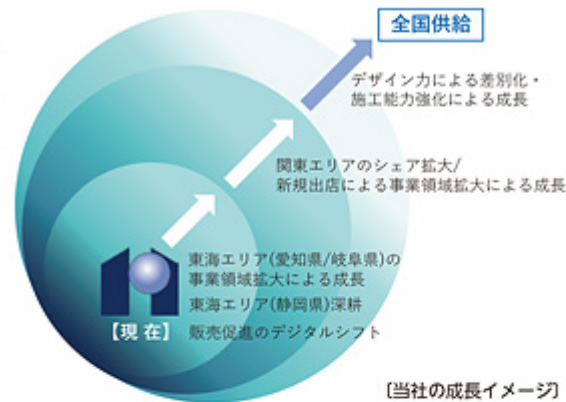 全国供給
デザイン力による差別化・
施工能力強化による成長
関東エリアのシェア拡大/
新規出店による事業領域拡大による成長
東海エリア(愛知県/岐阜県)の
事業領域拡大による成長
東海エリア(静岡県)深耕
【現 在】 販売促進のデジタルシフト
〔当社の成長イメージ〕